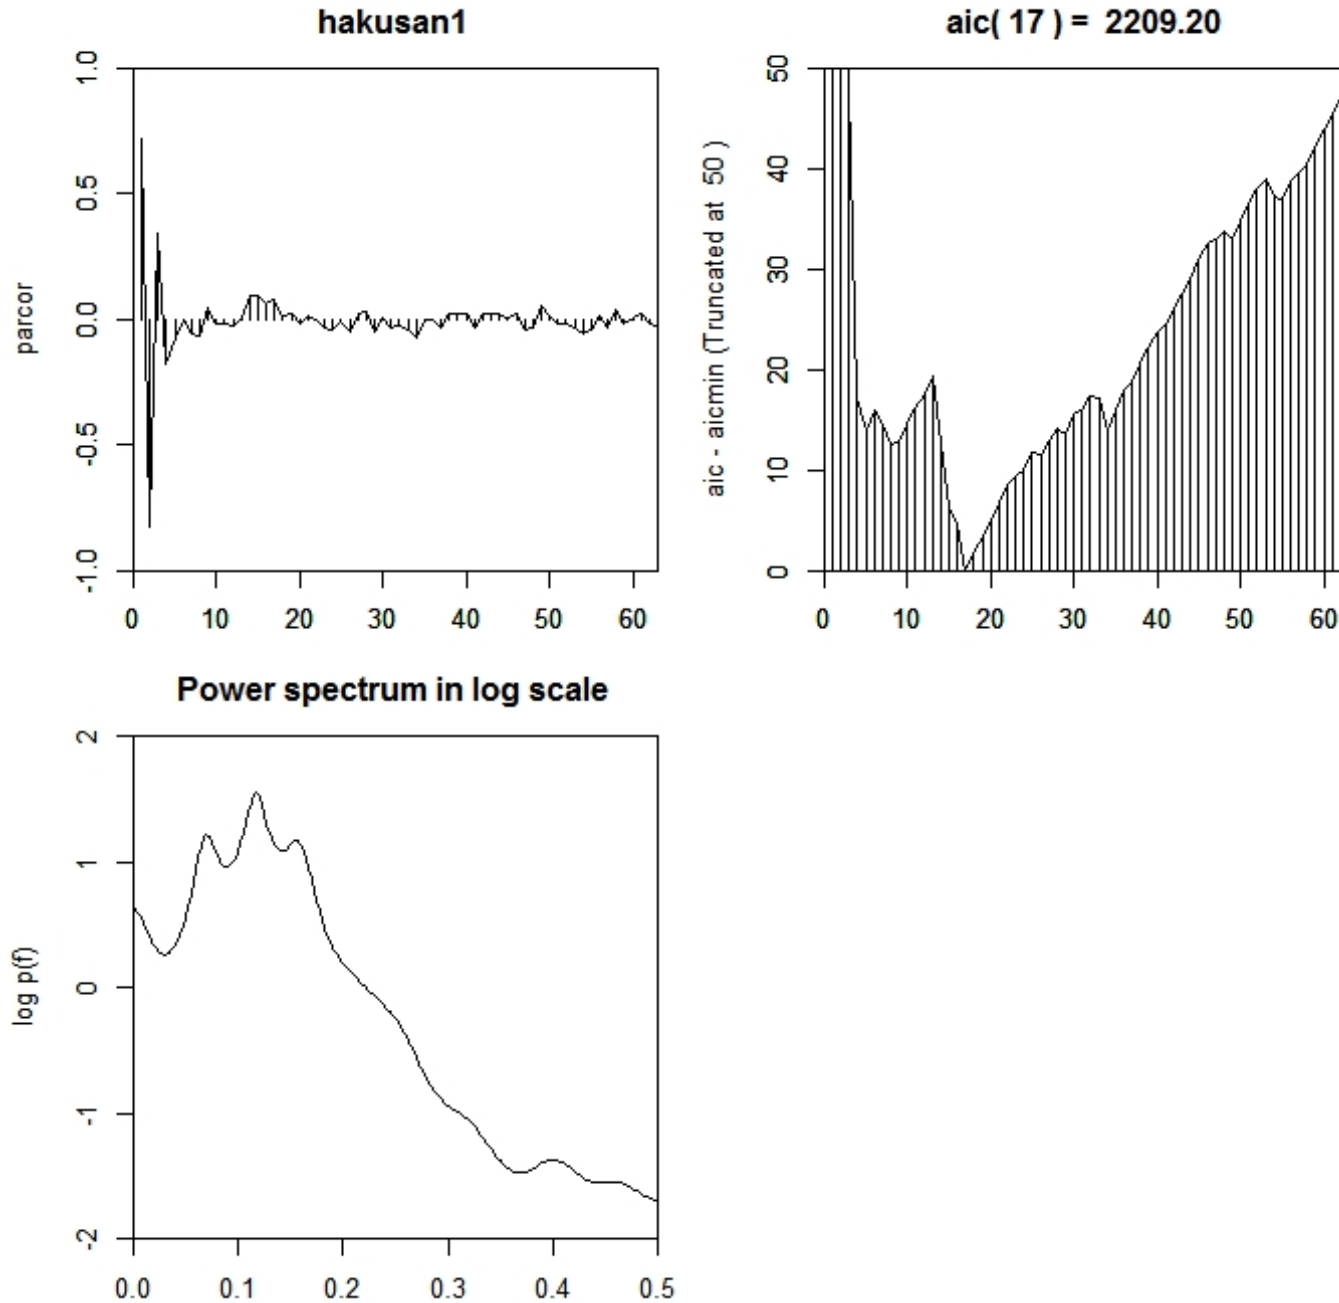 hakusan1
parcor
1.0
0.5
0.0
-0.5
-1.0
0 10 20 30 40 50 60
aic( 17 ) = 2209.20
aic - aicmin (Truncated at 50 )
50
40
30
20
10
0
0 10 20 30 40 50 60
Power spectrum in log scale
log p(f)
2
1
0
-1
-2
0.0 0.1 0.2 0.3 0.4 0.5